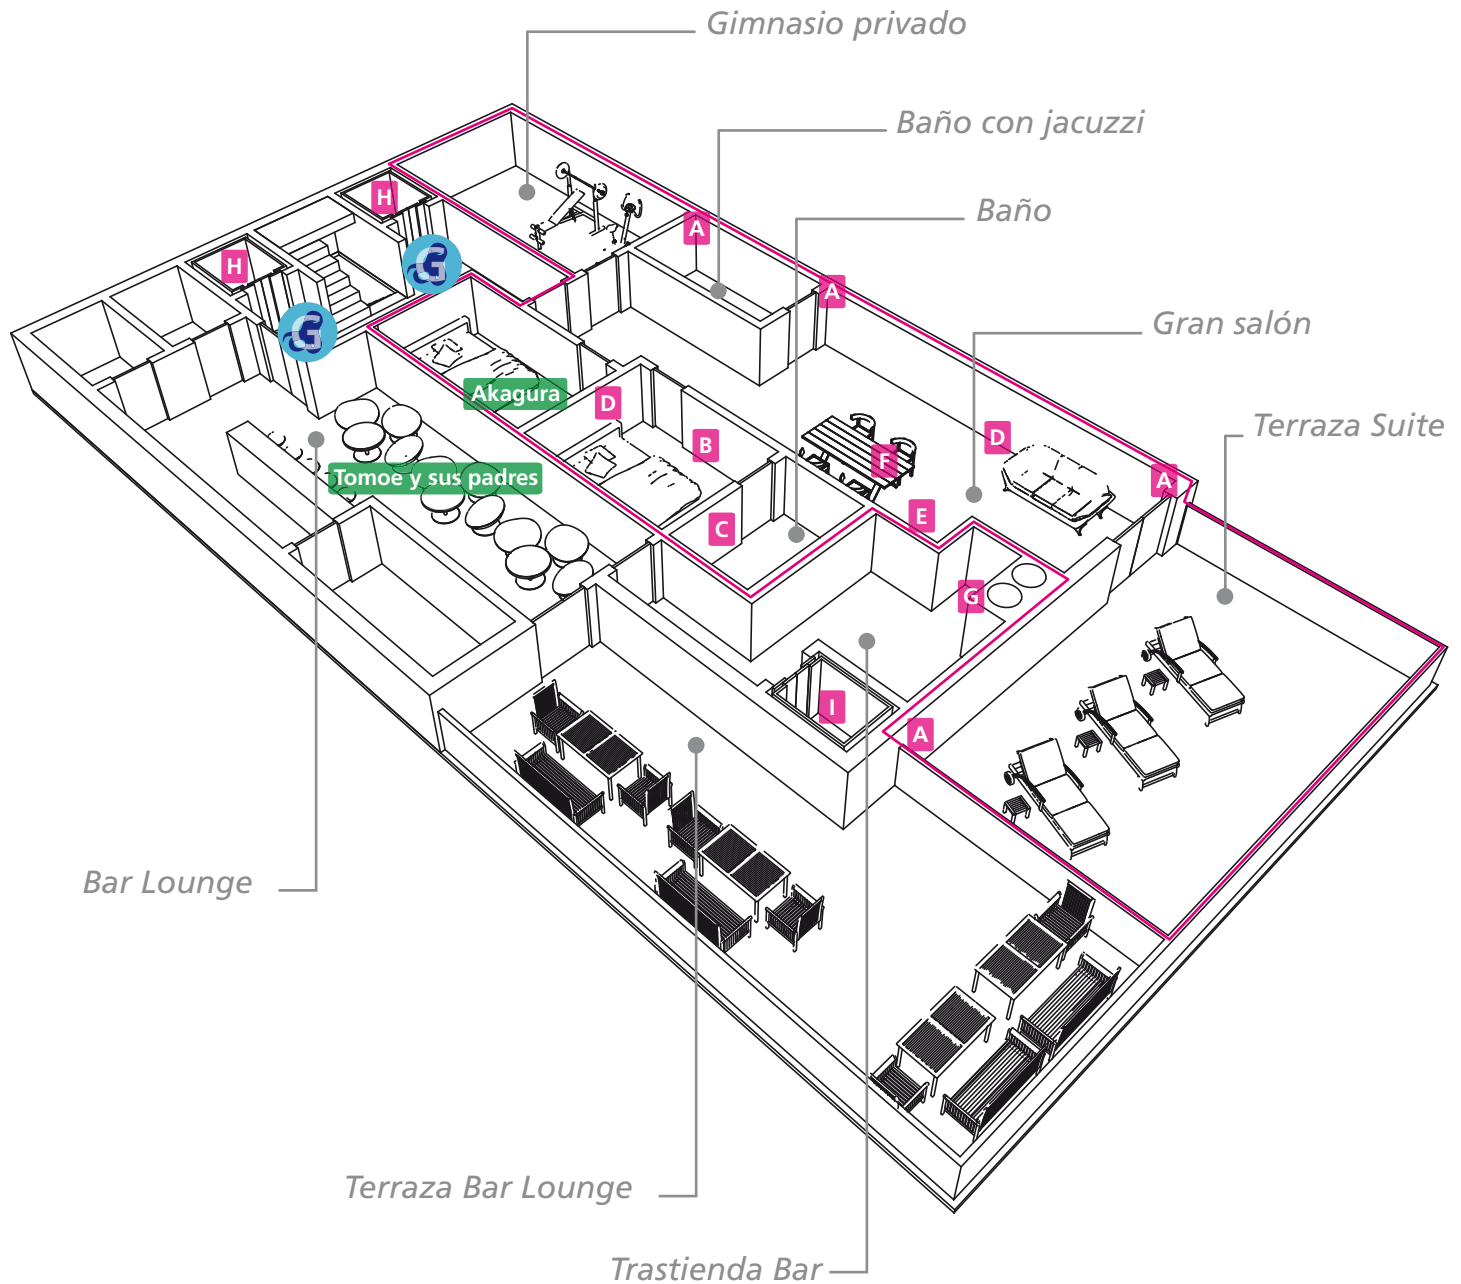 Gimnasio privado
Baño con jacuzzi
H
Baño
A
H
G
A
G
Gran salón
Akagura
D
Terraza Suite
D
B
F
Tomoe y sus padres
A
E
C
G
I
A
Bar Lounge
Terraza Bar Lounge
Trastienda Bar